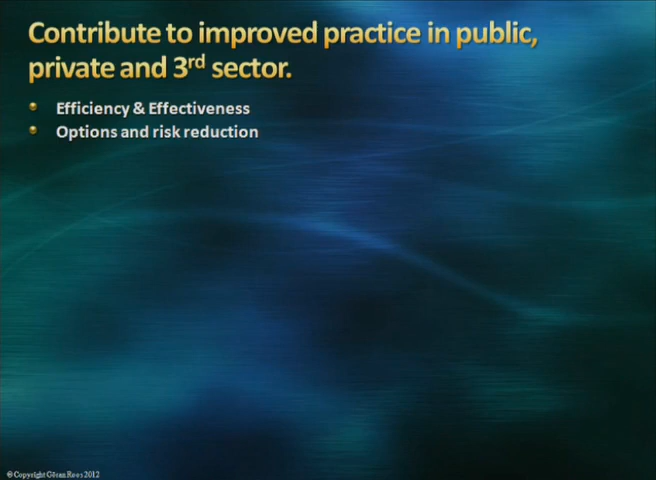 Contribute to improved practice in public,
private and 3rd sector.
Efficiency & Effectiveness
Options and risk reduction
© Copyright Göran Roos 2012